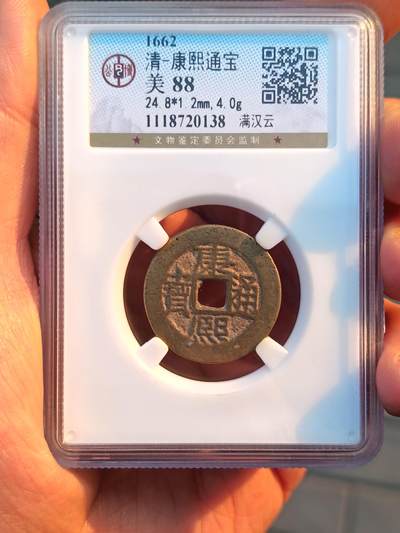 1662
清-康熙通宝
美 88
24.8*1.2mm,4.0g
1118720138 满汉云
★ 文物鉴定委员会监制 ★
康熙通寶